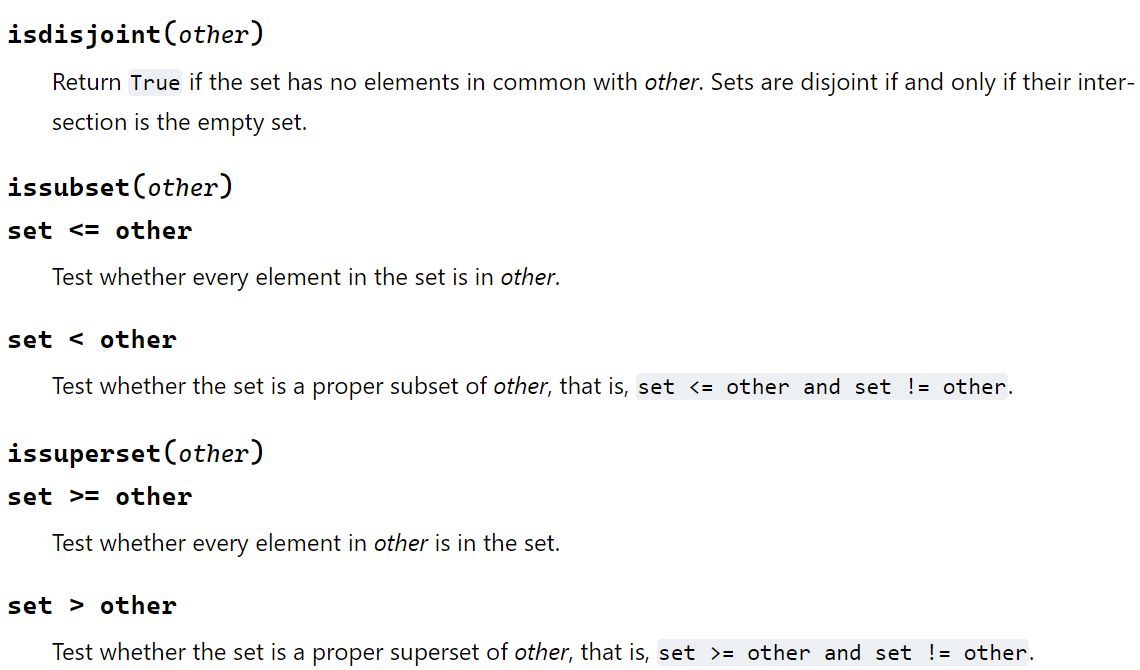 isdisjoint(other)
Return True if the set has no elements in common with other. Sets are disjoint if and only if their inter-
section is the empty set.
issubset(other)
set <= other
Test whether every element in the set is in other.
set < other
Test whether the set is a proper subset of other, that is, set <= other and set != other.
issuperset(other)
set >= other
Test whether every element in other is in the set.
set > other
Test whether the set is a proper superset of other, that is, set >= other and set != other.